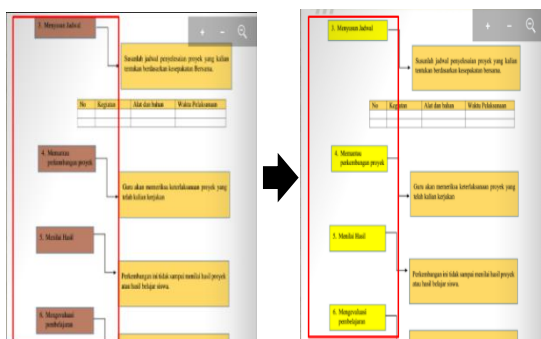 3. Menyusun Jadwal
Susunlah jadwal penyelesaian proyek yang kalian
tentukan berdasarkan kesepakatan Bersama.
No Kegiatan Alat dan bahan Waktu Pelaksanaan
4. Memantau
perkembangan proyek
Guru akan memeriksa keterlaksanaan proyek yang
telah kalian kerjakan
5. Menilai Hasil
Perkembangan ini tidak sampai menilai hasil proyek
atau hasil belajar siswa.
6. Mengevaluasi
pembelajaran
3. Menyusun Jadwal
Susunlah jadwal penyelesaian proyek yang kalian
tentukan berdasarkan kesepakatan bersama.
No Kegiatan Alat dan bahan Waktu Pelaksanaan
4. Memantau
perkembangan proyek
Guru akan memeriksa keterlaksanaan proyek yang
telah kalian kerjakan
5. Menilai Hasil
Perkembangan ini tidak sampai menilai hasil proyek
atau hasil belajar siswa.
6. Mengevaluasi
pembelajaran